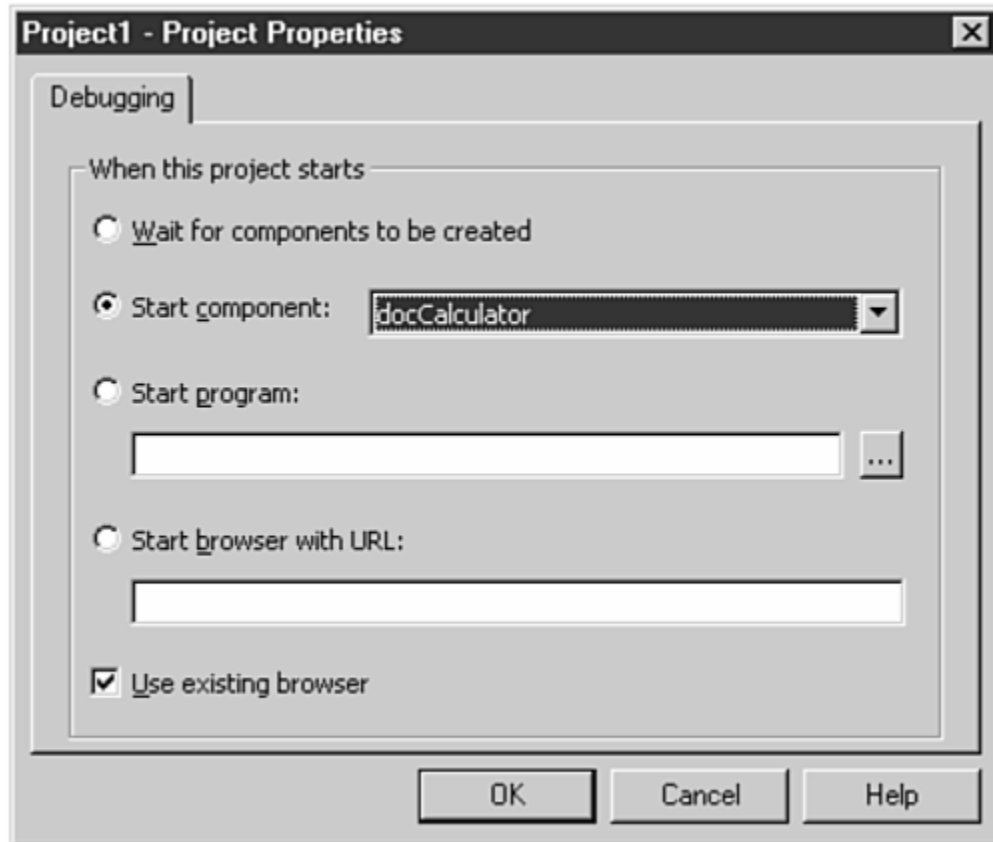 Project1 - Project Properties
Debugging
When this project starts
Wait for components to be created
Start component: docCalculator
Start program:
...
Start browser with URL:
Use existing browser
OK Cancel Help